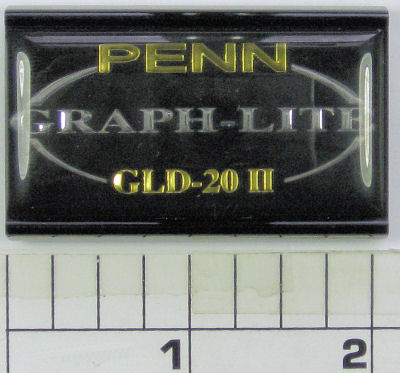 PENN
GRAPH-LITE
GLD-20 II
1 2